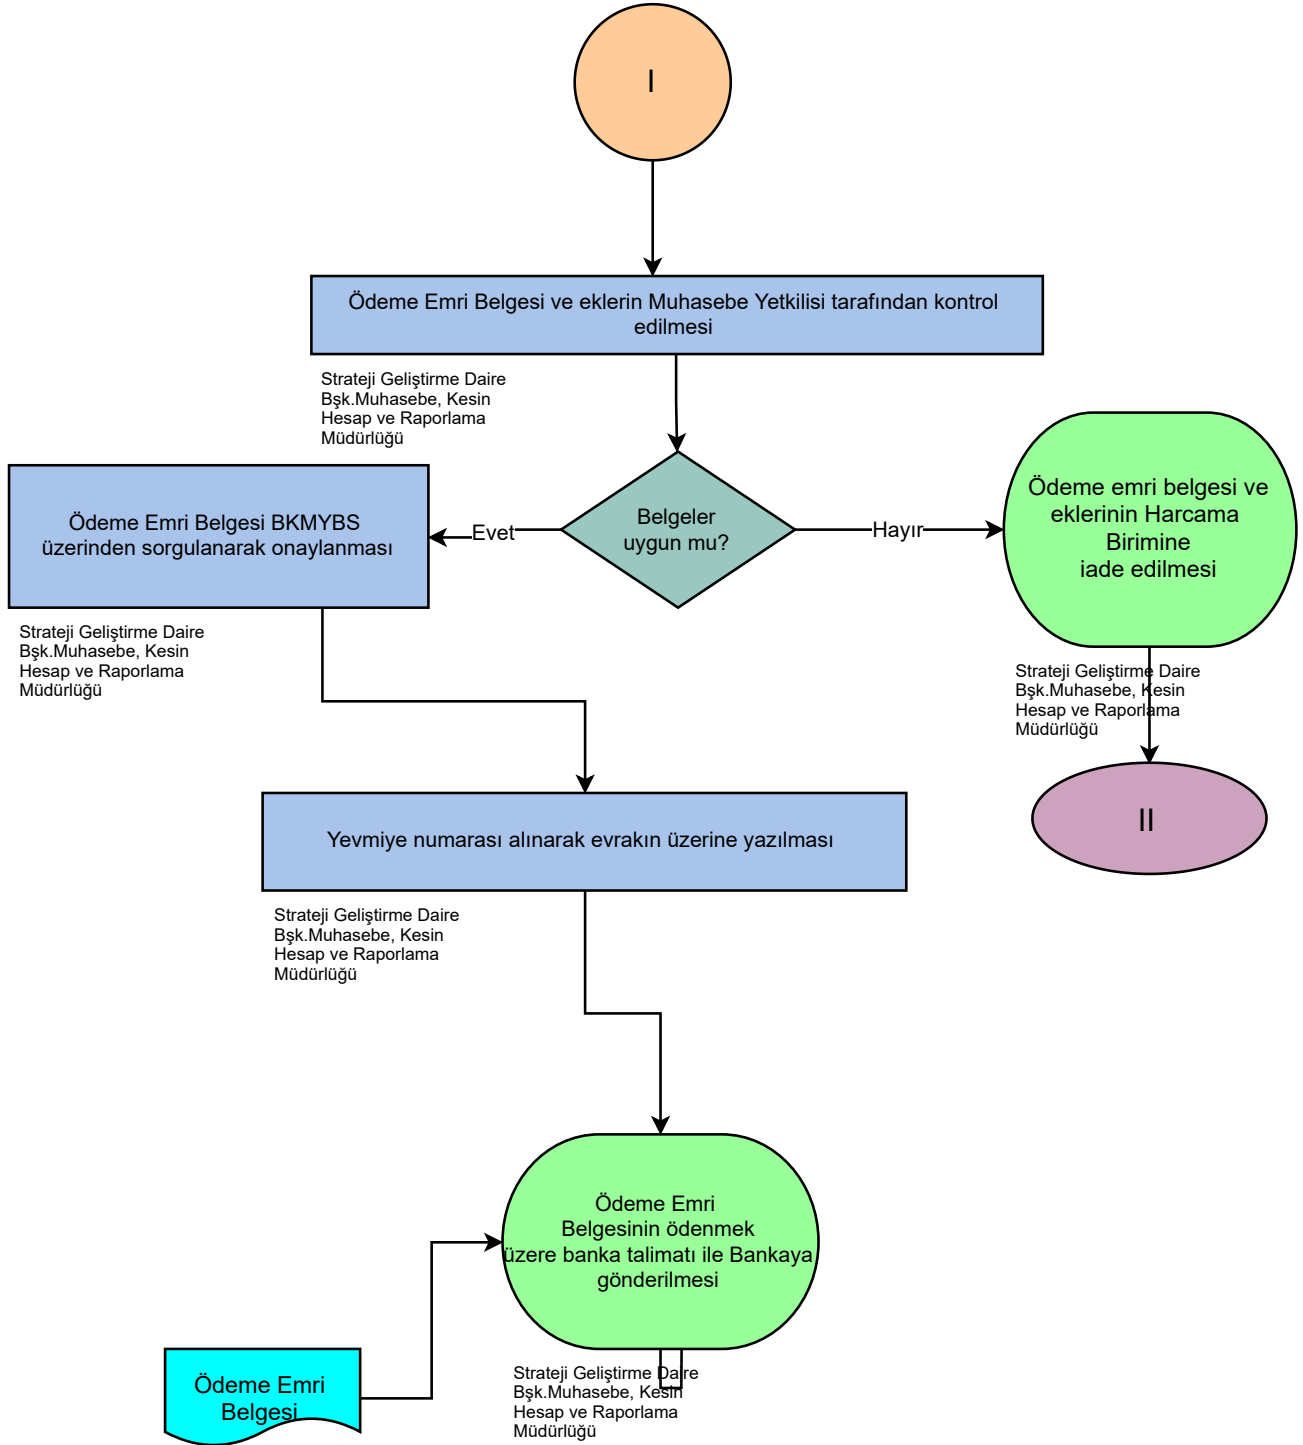 I
Ödeme Emri Belgesi ve eklerin Muhasebe Yetkilisi tarafından kontrol
edilmesi
Strateji Geliştirme Daire
Bşk.Muhasebe, Kesin
Hesap ve Raporlama
Müdürlüğü
Belgeler
uygun mu?
Evet
Hayır
Ödeme Emri Belgesi BKMYBS
üzerinden sorgulanarak onaylanması
Strateji Geliştirme Daire
Bşk.Muhasebe, Kesin
Hesap ve Raporlama
Müdürlüğü
Ödeme emri belgesi ve
eklerinin Harcama
Birimine
iade edilmesi
Strateji Geliştirme Daire
Bşk.Muhasebe, Kesin
Hesap ve Raporlama
Müdürlüğü
II
Yevmiye numarası alınarak evrakın üzerine yazılması
Strateji Geliştirme Daire
Bşk.Muhasebe, Kesin
Hesap ve Raporlama
Müdürlüğü
Ödeme Emri
Belgesinin ödenmek
üzere banka talimatı ile Bankaya
gönderilmesi
Strateji Geliştirme Daire
Bşk.Muhasebe, Kesin
Hesap ve Raporlama
Müdürlüğü
Ödeme Emri
Belgesi